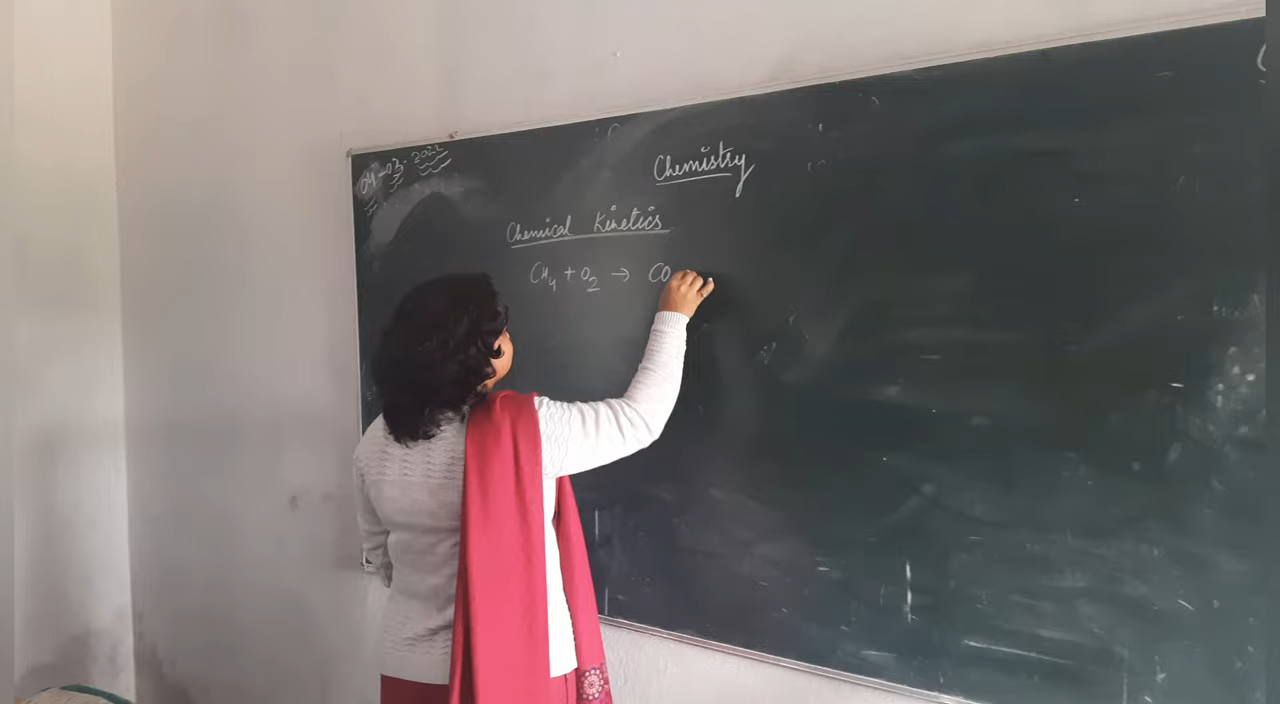 04-03-2022
Chemistry
Chemical Kinetics
CH₄ + O₂ → CO